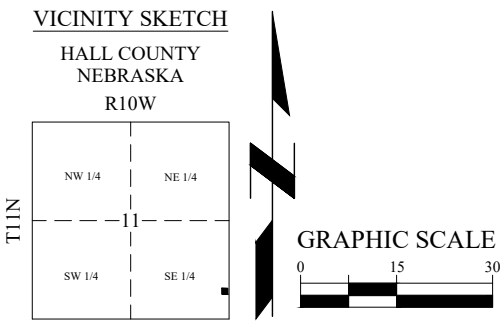 VICINITY SKETCH
HALL COUNTY
NEBRASKA
R10W
T11N
NW 1/4 NE 1/4
11
SW 1/4 SE 1/4
N
GRAPHIC SCALE
0 15 30